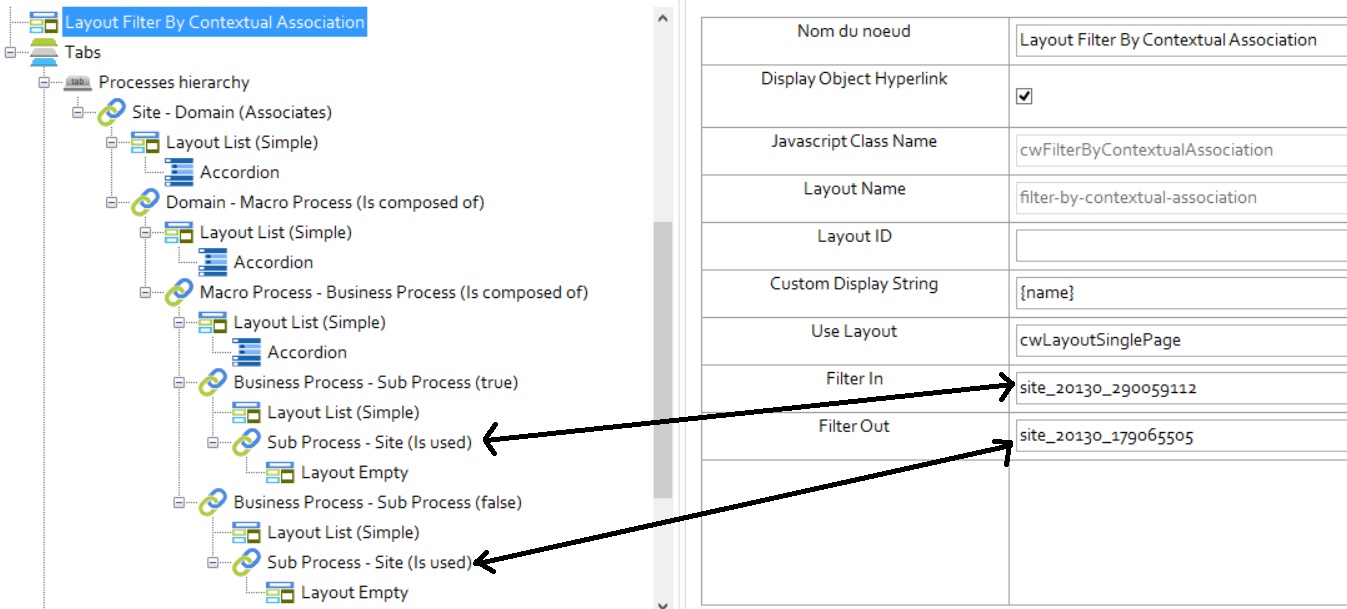 Layout Filter By Contextual Association
Tabs
tab
Processes hierarchy
Site - Domain (Associates)
Layout List (Simple)
Accordion
Domain - Macro Process (Is composed of)
Layout List (Simple)
Accordion
Macro Process - Business Process (Is composed of)
Layout List (Simple)
Accordion
Business Process - Sub Process (true)
Layout List (Simple)
Sub Process - Site (Is used)
Layout Empty
Business Process - Sub Process (false)
Layout List (Simple)
Sub Process - Site (Is used)
Layout Empty
Nom du noeud
Layout Filter By Contextual Association
Display Object Hyperlink
Javascript Class Name
cwFilterByContextualAssociation
Layout Name
filter-by-contextual-association
Layout ID
Custom Display String
{name}
Use Layout
cwLayoutSinglePage
Filter In
site_20130_290059112
Filter Out
site_20130_179065505